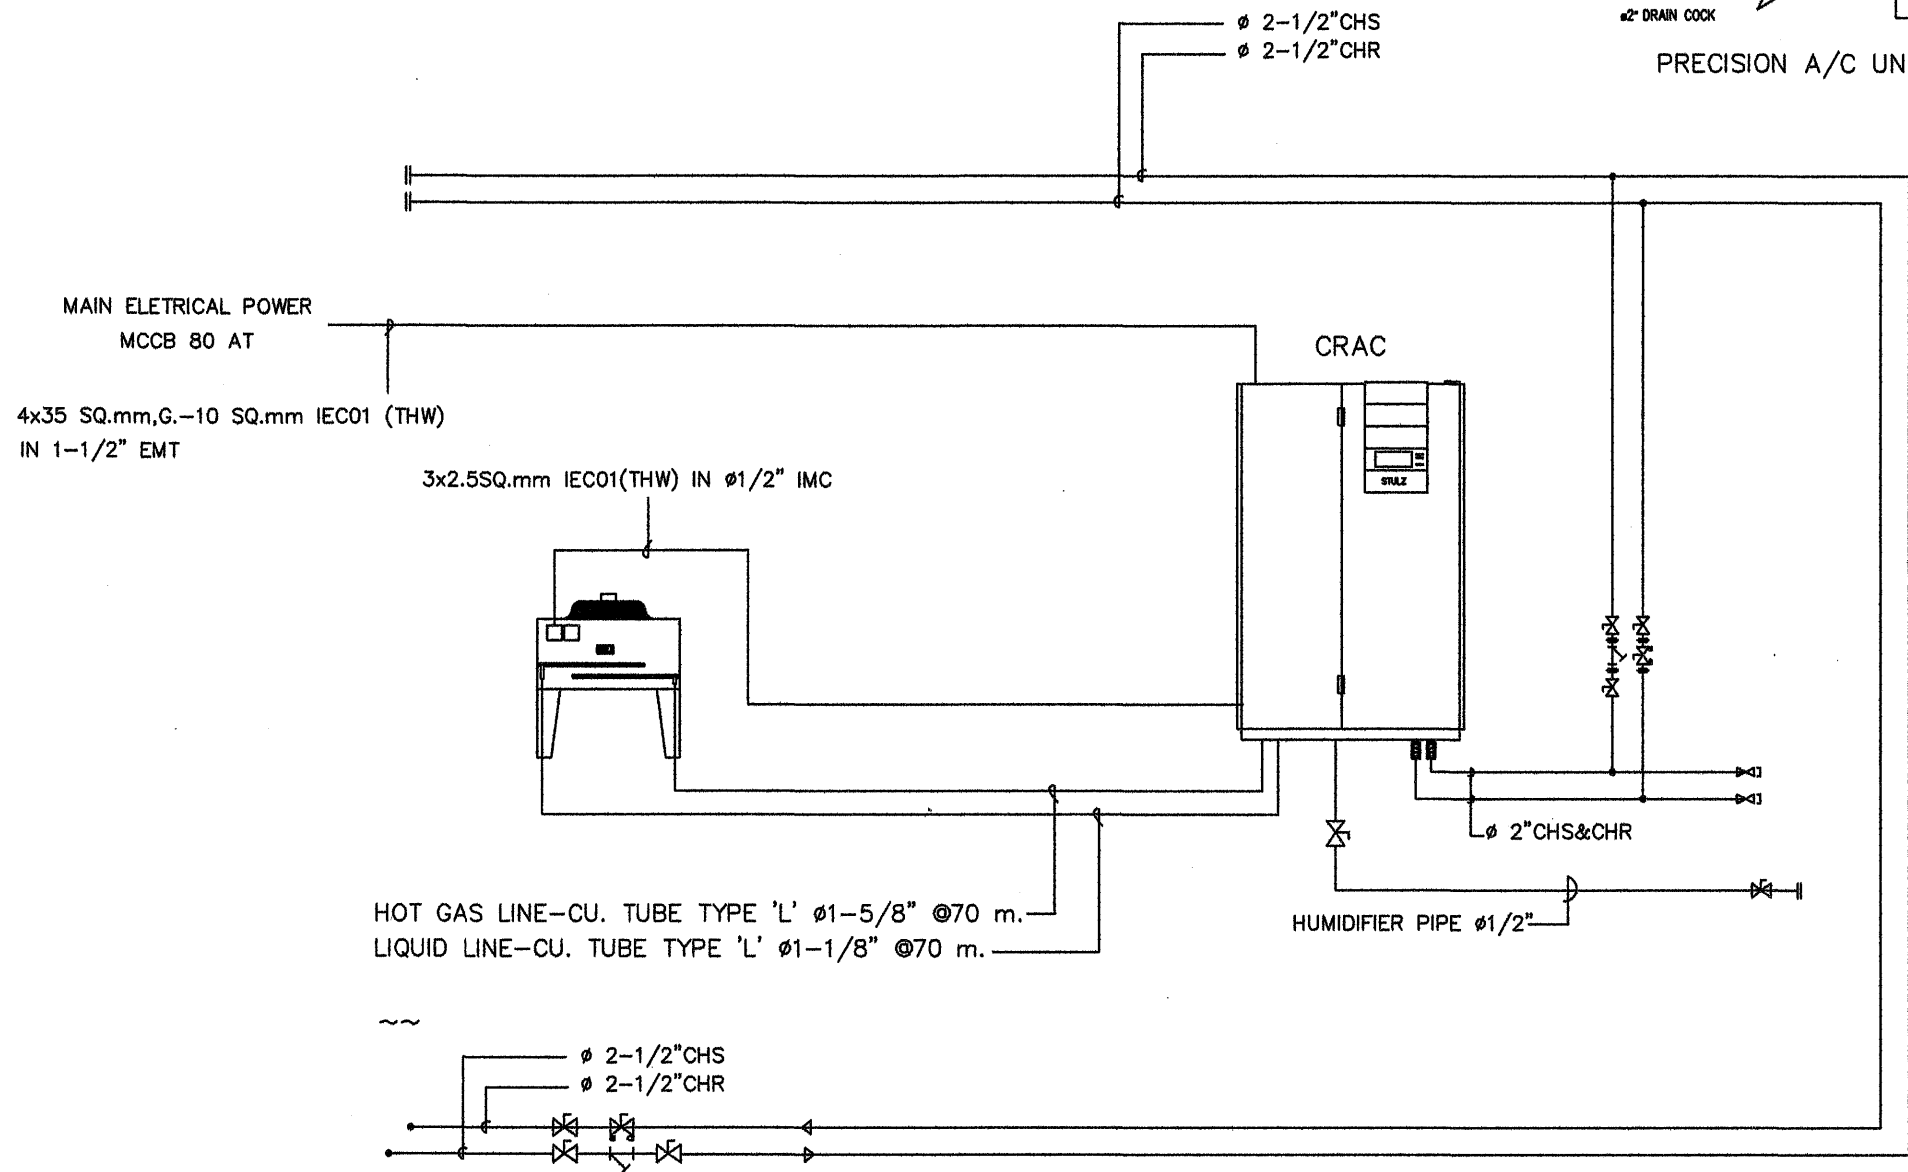 ø 2-1/2"CHS
ø 2-1/2"CHR
ø2" DRAIN COCK
PRECISION A/C UN
MAIN ELETRICAL POWER
MCCB 80 AT
CRAC
4x35 SQ.mm,G.-10 SQ.mm IEC01 (THW)
IN 1-1/2" EMT
3x2.5SQ.mm IEC01(THW) IN ø1/2" IMC
STULZ
ø 2"CHS&CHR
HOT GAS LINE-CU. TUBE TYPE 'L' ø1-5/8" @70 m.
LIQUID LINE-CU. TUBE TYPE 'L' ø1-1/8" @70 m.
HUMIDIFIER PIPE ø1/2"
~~
ø 2-1/2"CHS
ø 2-1/2"CHR